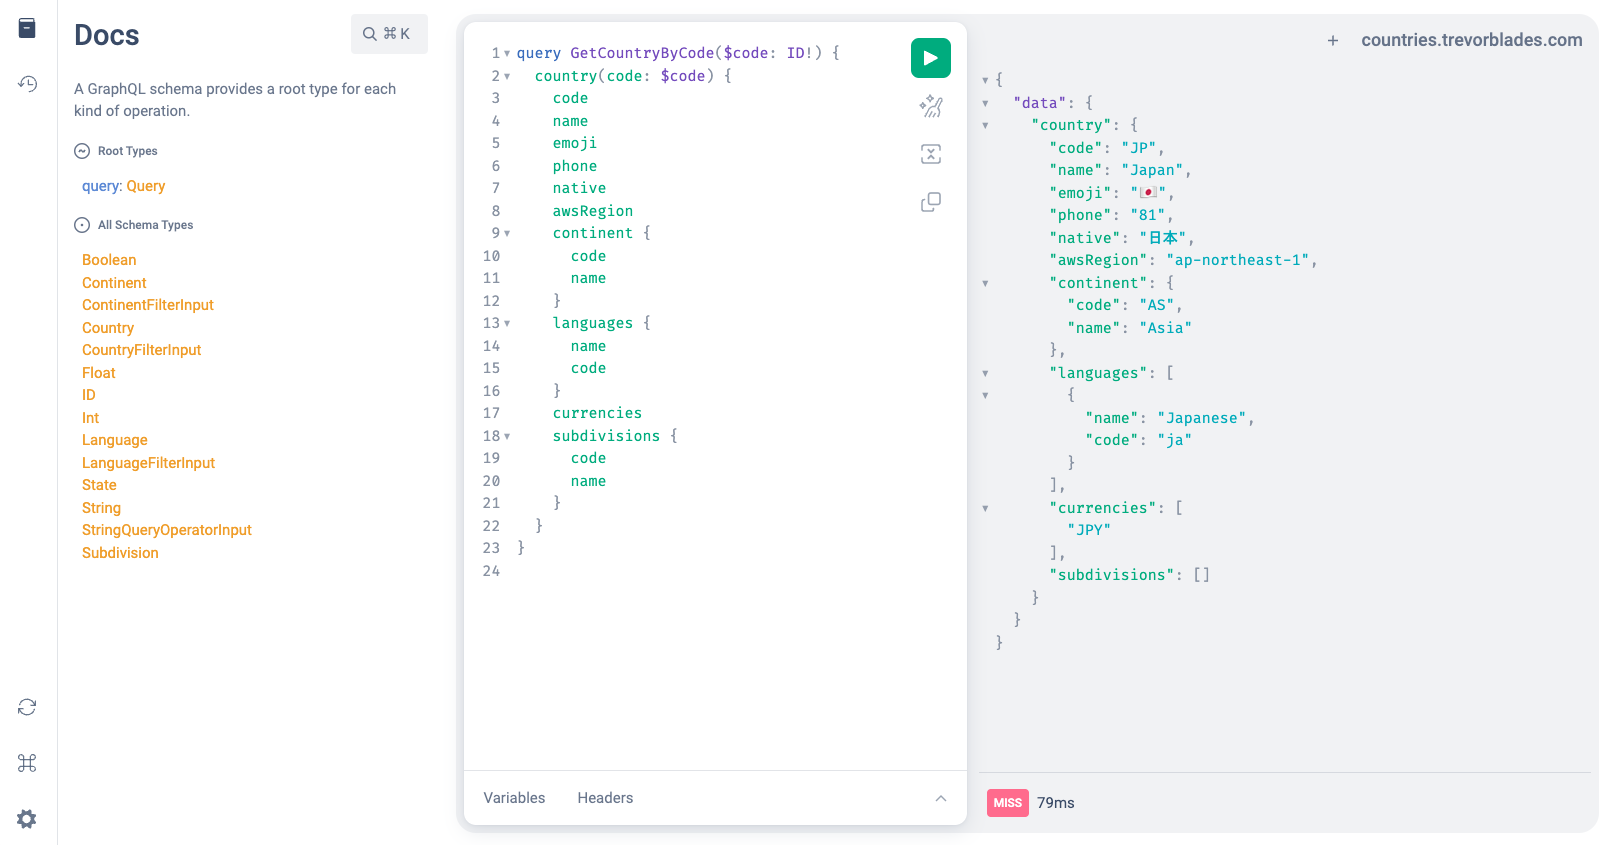 Docs
⌘ K
A GraphQL schema provides a root type for each
kind of operation.
Root Types
query: Query
All Schema Types
Boolean
Continent
ContinentFilterInput
Country
CountryFilterInput
Float
ID
Int
Language
LanguageFilterInput
State
String
StringQueryOperatorInput
Subdivision
1 query GetCountryByCode($code: ID!) {
2 country(code: $code) {
3 code
4 name
5 emoji
6 phone
7 native
8 awsRegion
9 continent {
10 code
11 name
12 }
13 languages {
14 name
15 code
16 }
17 currencies
18 subdivisions {
19 code
20 name
21 }
22 }
23 }
24
Variables Headers
+ countries.trevorblades.com
{
"data": {
"country": {
"code": "JP",
"name": "Japan",
"emoji": "🇯🇵",
"phone": "81",
"native": "日本",
"awsRegion": "ap-northeast-1",
"continent": {
"code": "AS",
"name": "Asia"
},
"languages": [
{
"name": "Japanese",
"code": "ja"
}
],
"currencies": [
"JPY"
],
"subdivisions": []
}
}
}
MISS 79ms